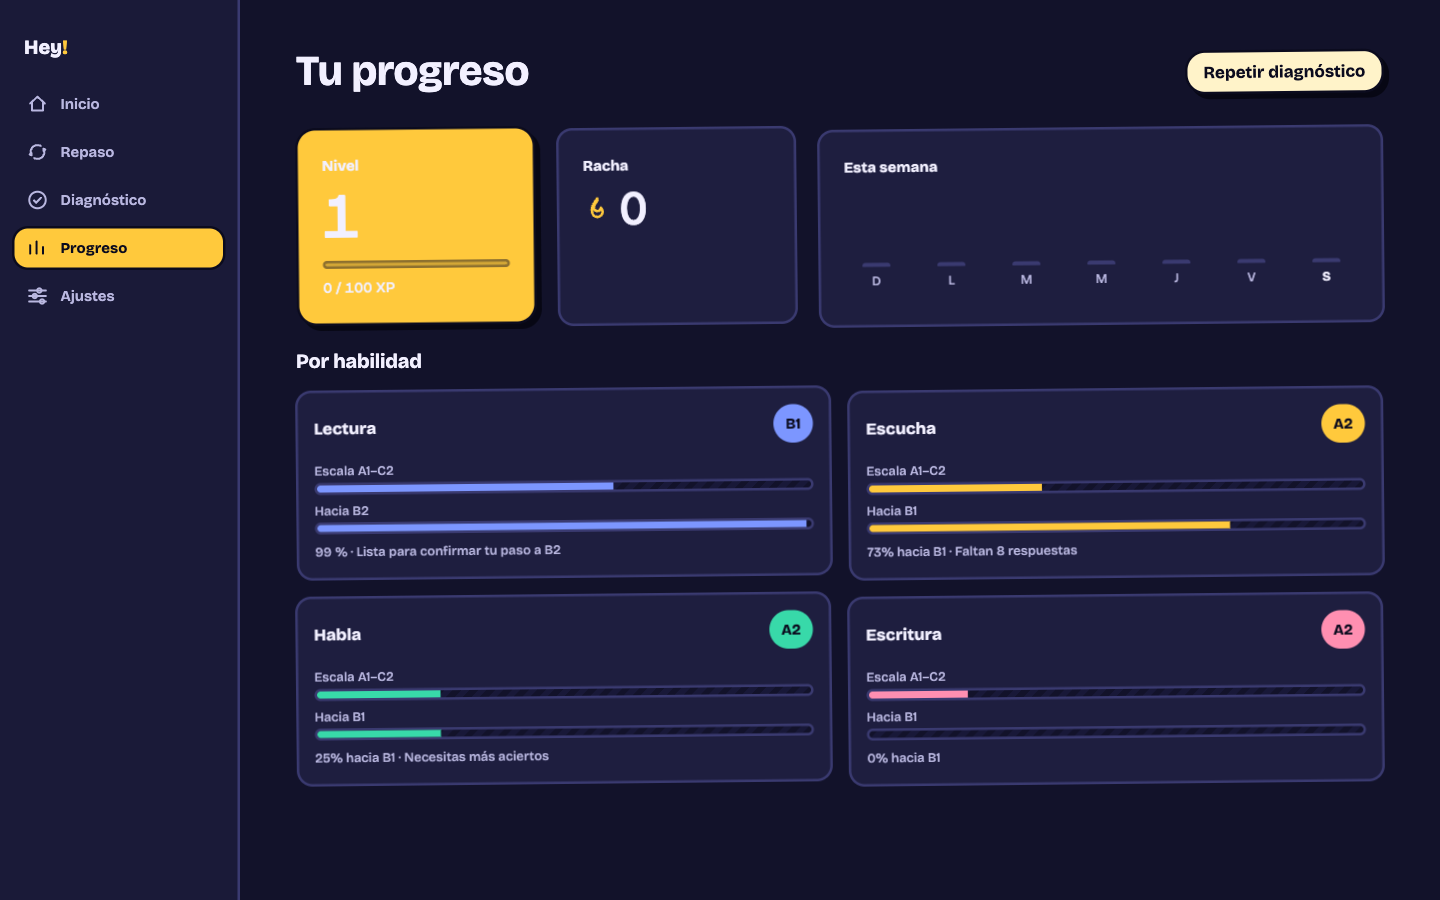 Hey!
Inicio
Repaso
Diagnóstico
Progreso
Ajustes
Tu progreso
Repetir diagnóstico
Nivel
1
0 / 100 XP
Racha
0
Esta semana
D L M M J V S
Por habilidad
Lectura
B1
Escala A1–C2
Hacia B2
99 % · Lista para confirmar tu paso a B2
Escucha
A2
Escala A1–C2
Hacia B1
73% hacia B1 · Faltan 8 respuestas
Habla
A2
Escala A1–C2
Hacia B1
25% hacia B1 · Necesitas más aciertos
Escritura
A2
Escala A1–C2
Hacia B1
0% hacia B1